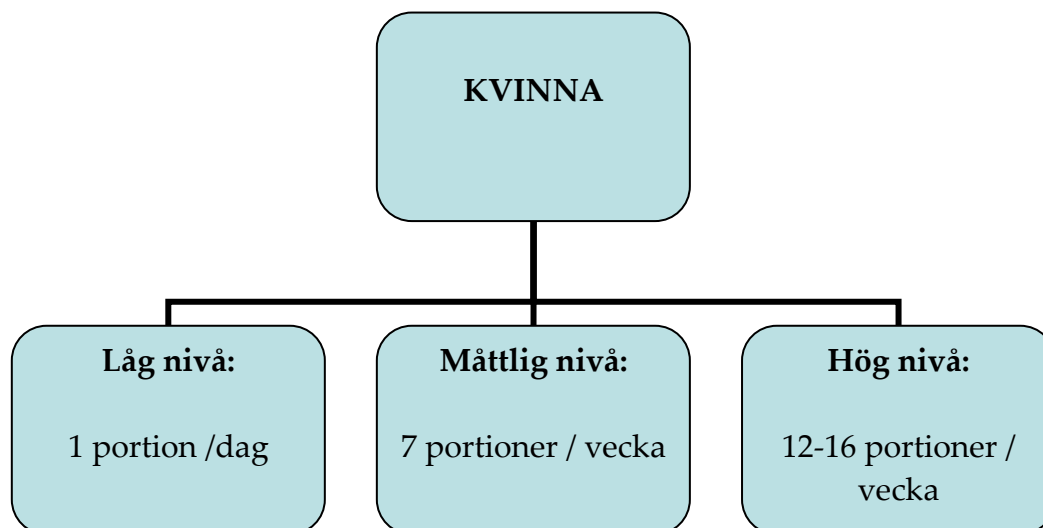 KVINNA
Låg nivå:
1 portion /dag
Måttlig nivå:
7 portioner / vecka
Hög nivå:
12-16 portioner /
vecka